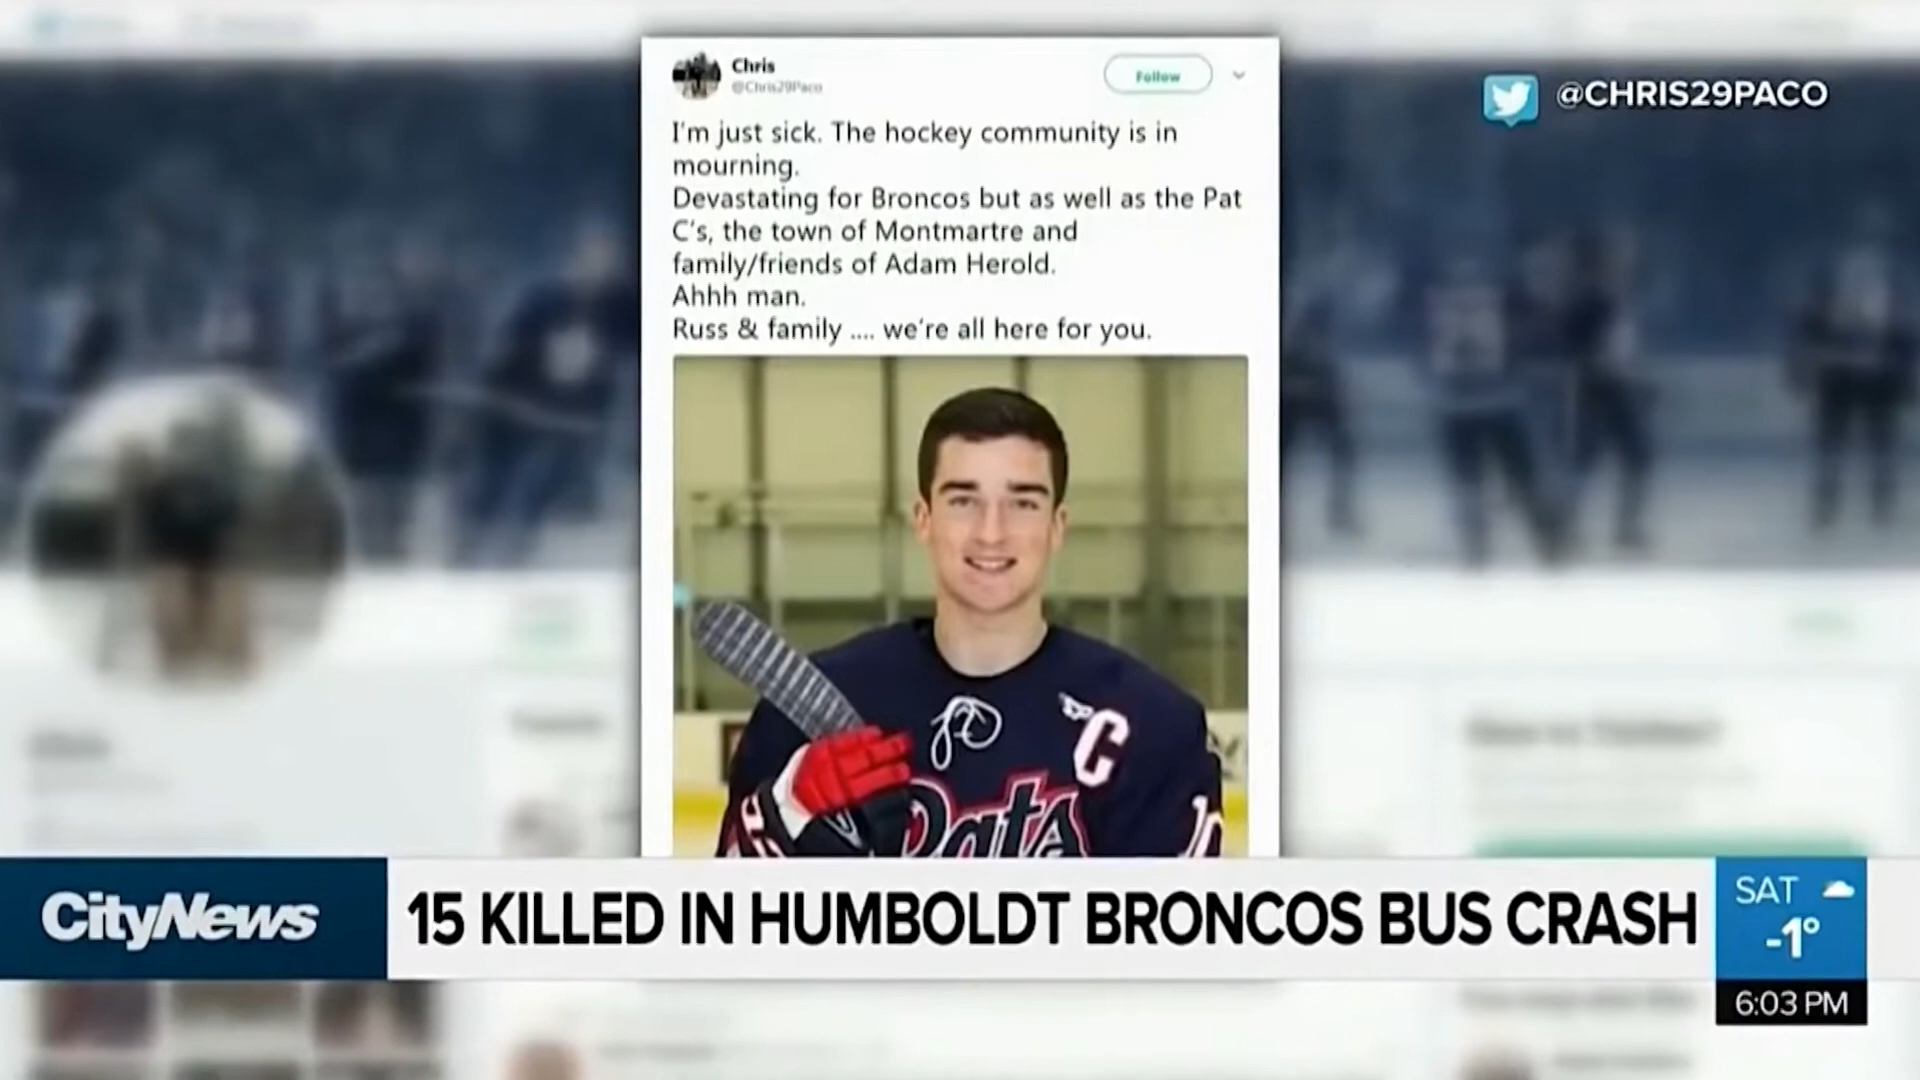 Chris
@Chris29Paco
Follow
@CHRIS29PACO
I'm just sick. The hockey community is in
mourning.
Devastating for Broncos but as well as the Pat
C's, the town of Montmartre and
family/friends of Adam Herold.
Ahhh man.
Russ & family .... we're all here for you.
C
Pats
CityNews
15 KILLED IN HUMBOLDT BRONCOS BUS CRASH
SAT
-1°
6:03 PM